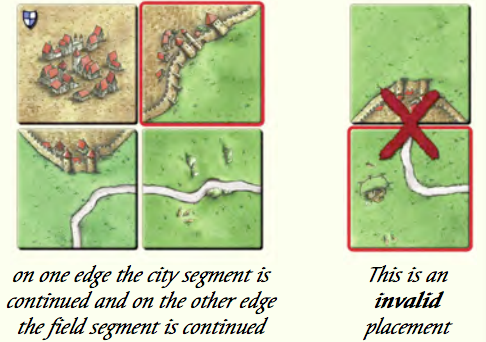 on one edge the city segment is
continued and on the other edge
the field segment is continued
This is an
invalid
placement